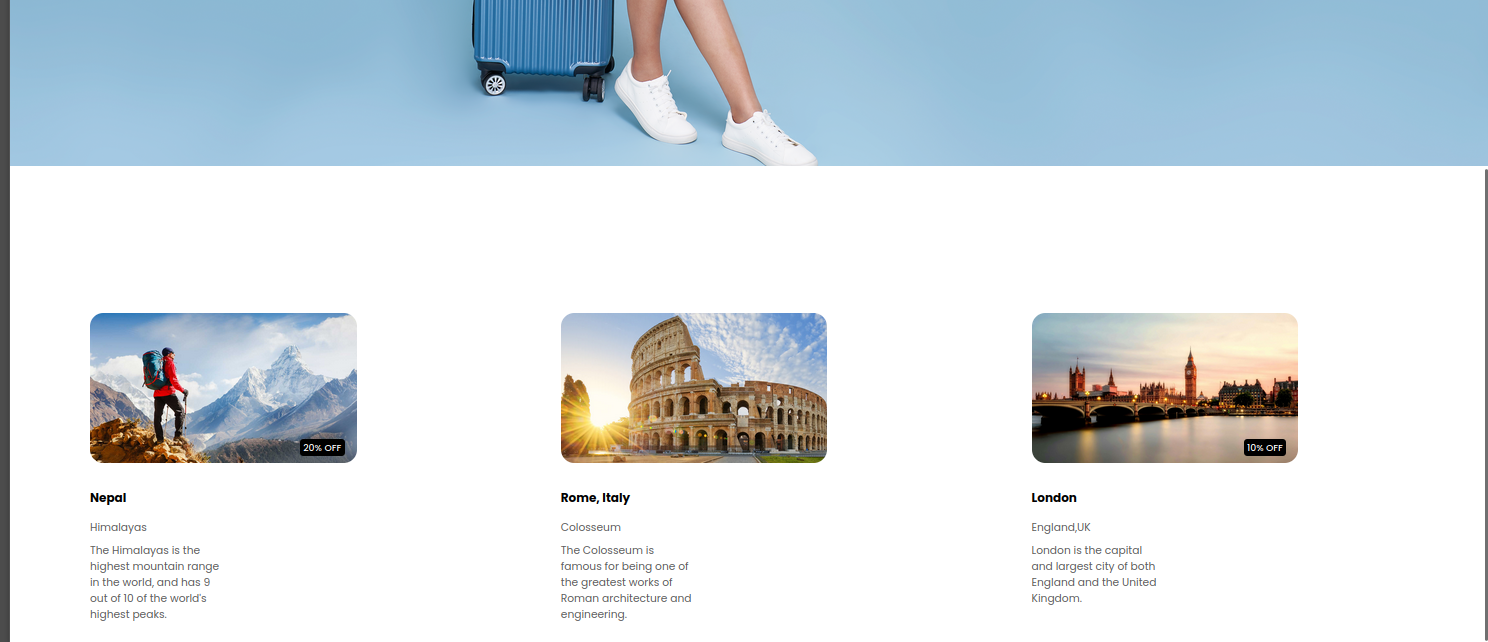 20% OFF
10% OFF
Nepal
Himalayas
The Himalayas is the
highest mountain range
in the world, and has 9
out of 10 of the world's
highest peaks.
Rome, Italy
Colosseum
The Colosseum is
famous for being one of
the greatest works of
Roman architecture and
engineering.
London
England,UK
London is the capital
and largest city of both
England and the United
Kingdom.